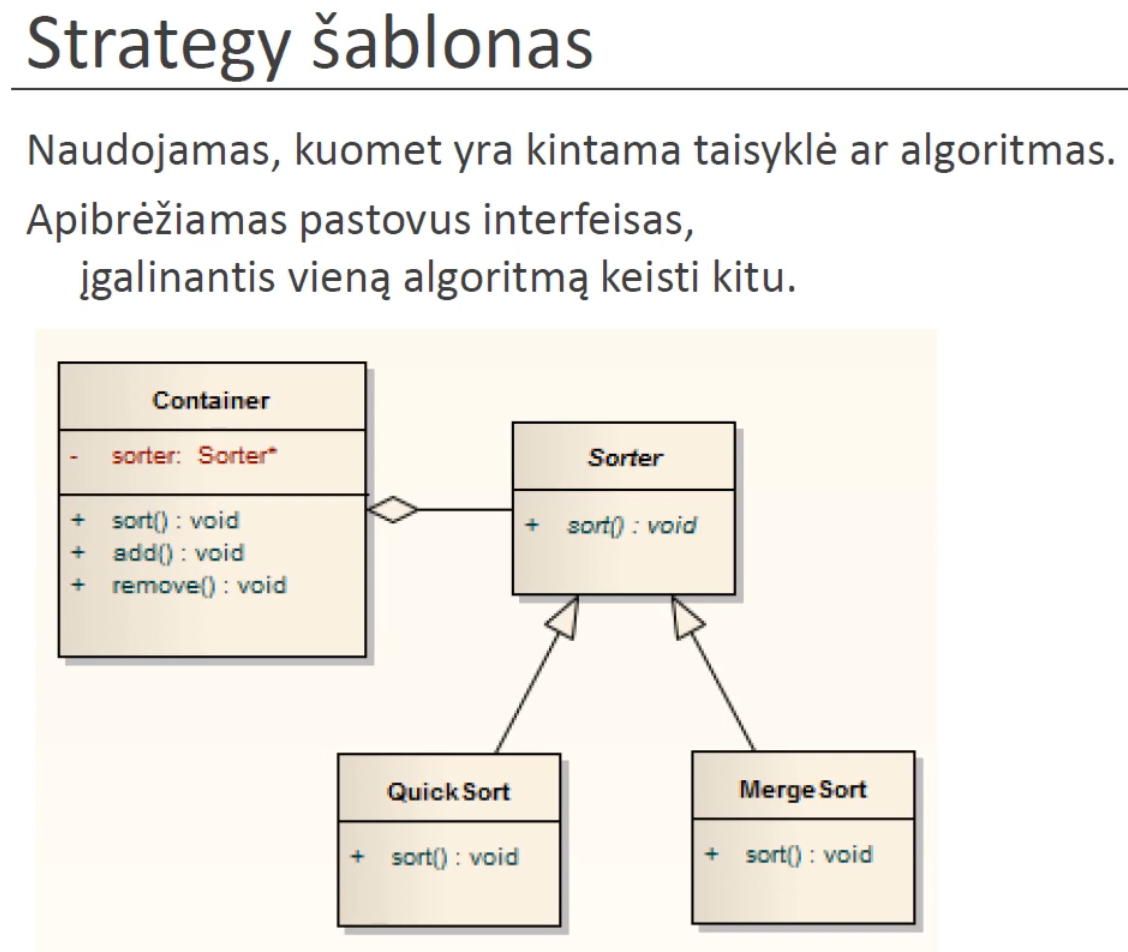 Strategy šablonas
Naudojamas, kuomet yra kintama taisyklė ar algoritmas.
Apibrėžiamas pastovus interfeisas,
įgalinantis vieną algoritmą keisti kitu.
Container
- sorter: Sorter*
+ sort() : void
+ add() : void
+ remove() : void
Sorter
+ sort() : void
QuickSort
+ sort() : void
MergeSort
+ sort() : void